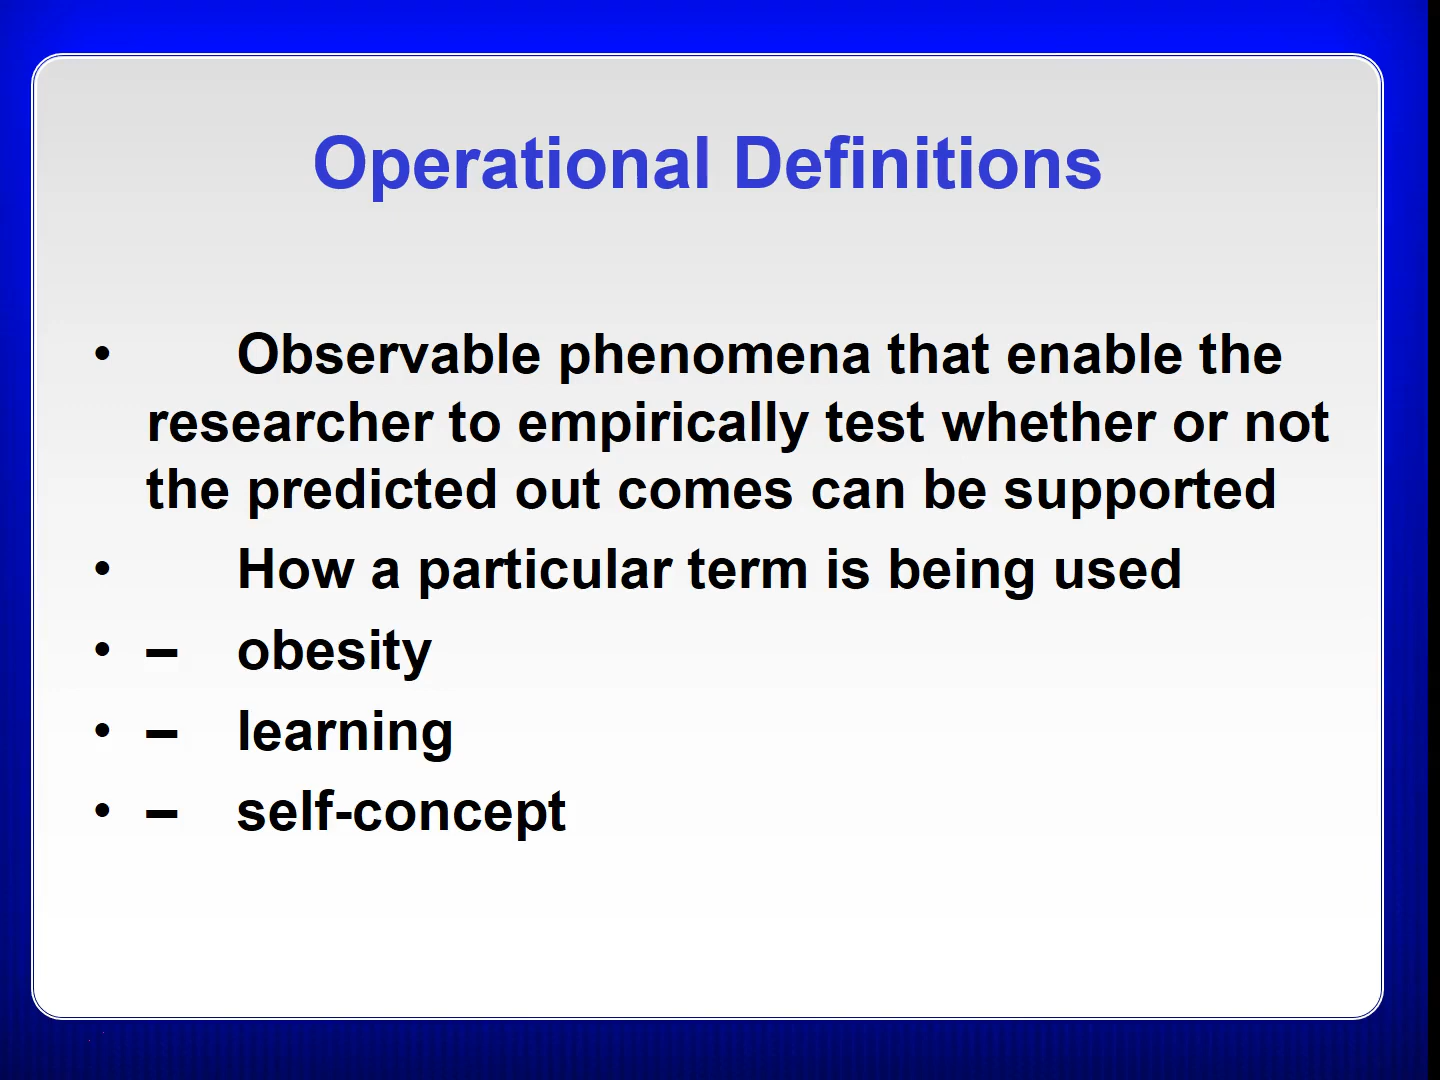 Operational Definitions
• Observable phenomena that enable the
researcher to empirically test whether or not
the predicted out comes can be supported
• How a particular term is being used
• – obesity
• – learning
• – self-concept